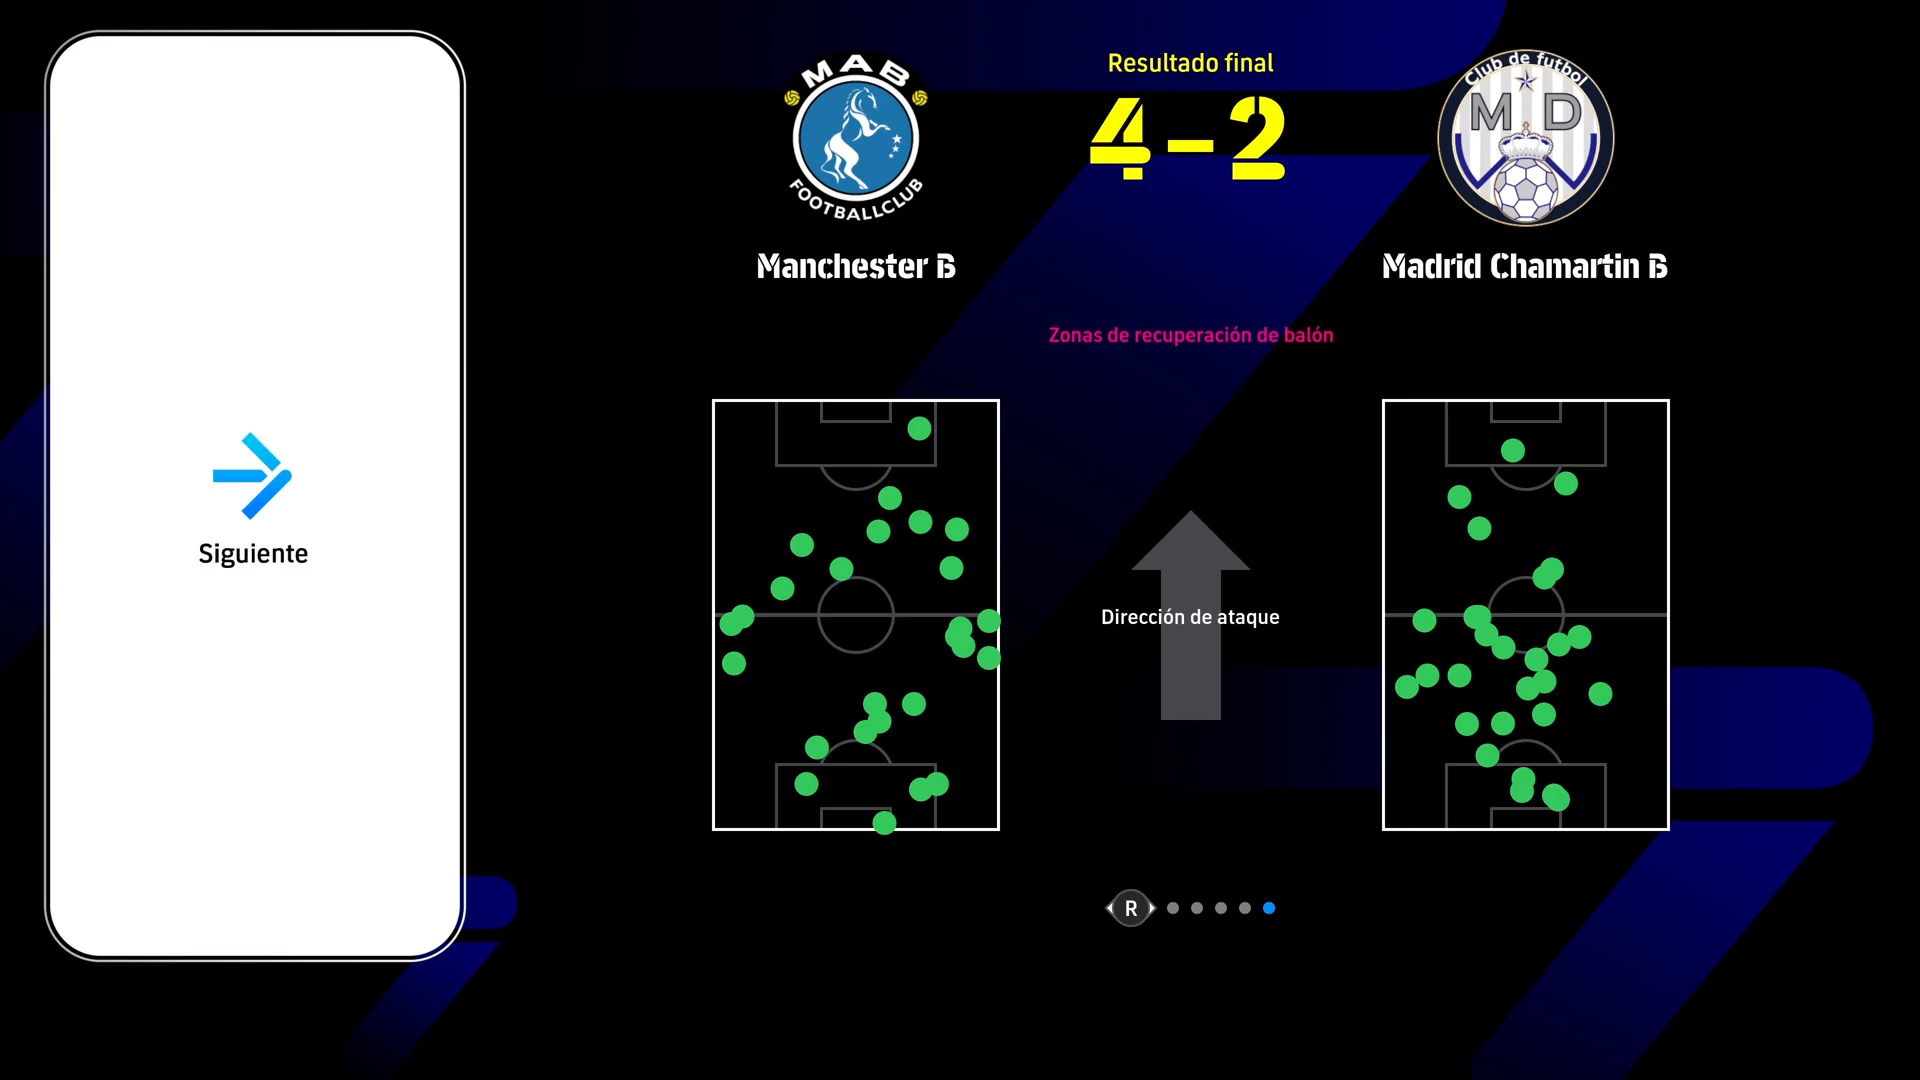 Siguiente
MAB
FOOTBALLCLUB
Manchester B
Resultado final
4-2
Club de futbol
MD
Madrid Chamartin B
Zonas de recuperación de balón
Dirección de ataque
R